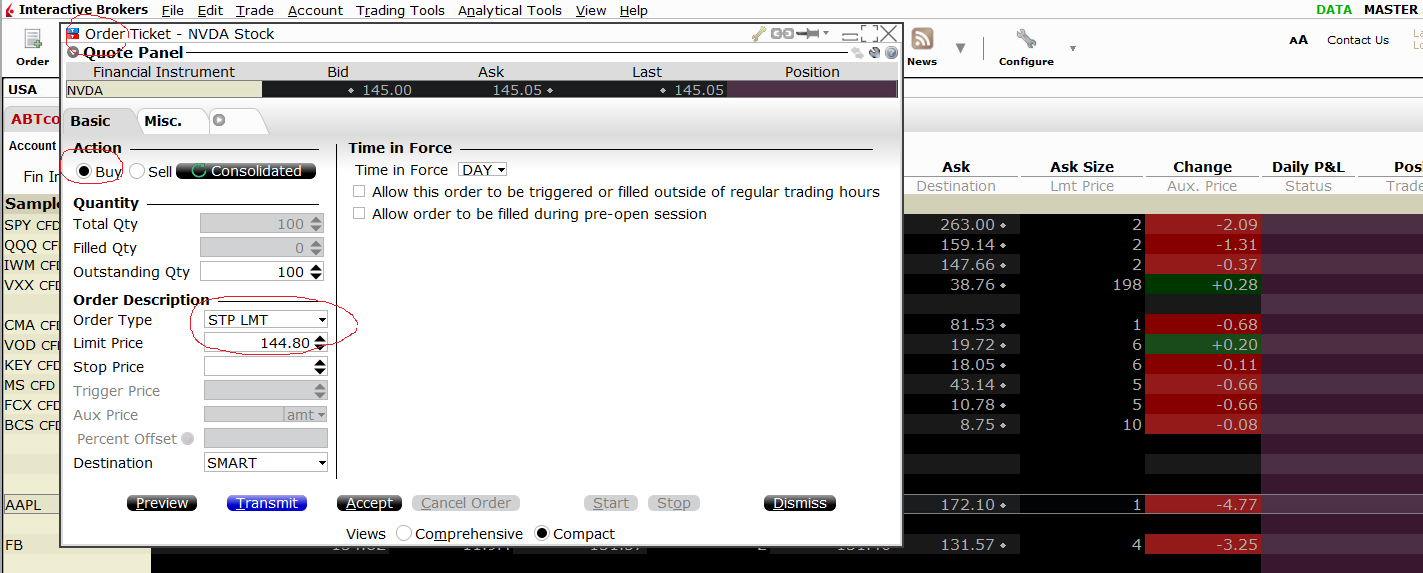 Interactive Brokers File Edit Trade Account Trading Tools Analytical Tools View Help DATA MASTER
Order
Order Ticket - NVDA Stock
News
Configure
AA Contact Us
Quote Panel
Financial Instrument Bid Ask Last Position
NVDA 145.00 145.05 145.05
USA
ABTco
Account
Fin In
Basic Misc.
Action
Buy Sell Consolidated
Quantity
Total Qty 100
Filled Qty 0
Outstanding Qty 100
Order Description
Order Type STP LMT
Limit Price 144.80
Stop Price
Trigger Price
Aux Price amt
Percent Offset
Destination SMART
Time in Force
Time in Force DAY
Allow this order to be triggered or filled outside of regular trading hours
Allow order to be filled during pre-open session
Preview Transmit Accept Cancel Order Start Stop Dismiss
Views Comprehensive Compact
Ask Ask Size Change Daily P&L Posi
Destination Lmt Price Aux. Price Status Trade
Sample
SPY CFD 263.00 2 -2.09
QQQ CFD 159.14 2 -1.31
IWM CFD 147.66 2 -0.37
VXX CFD 38.76 198 +0.28
CMA CFD 81.53 1 -0.68
VOD CFD 19.72 6 +0.20
KEY CFD 18.05 6 -0.11
MS CFD 43.14 5 -0.66
FCX CFD 10.78 5 -0.66
BCS CFD 8.75 10 -0.08
AAPL 172.10 1 -4.77
FB 131.57 4 -3.25